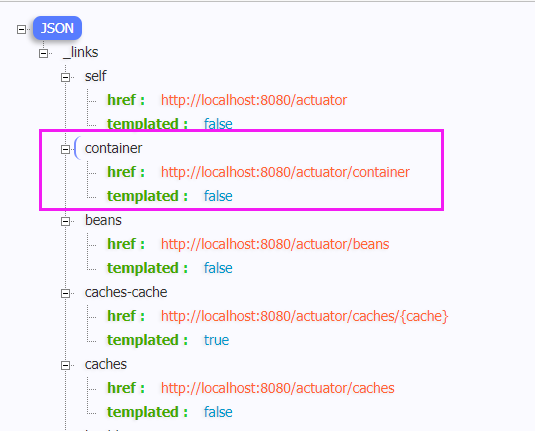 JSON
_links
self
href : http://localhost:8080/actuator
templated : false
container
href : http://localhost:8080/actuator/container
templated : false
beans
href : http://localhost:8080/actuator/beans
templated : false
caches-cache
href : http://localhost:8080/actuator/caches/{cache}
templated : true
caches
href : http://localhost:8080/actuator/caches
templated : false